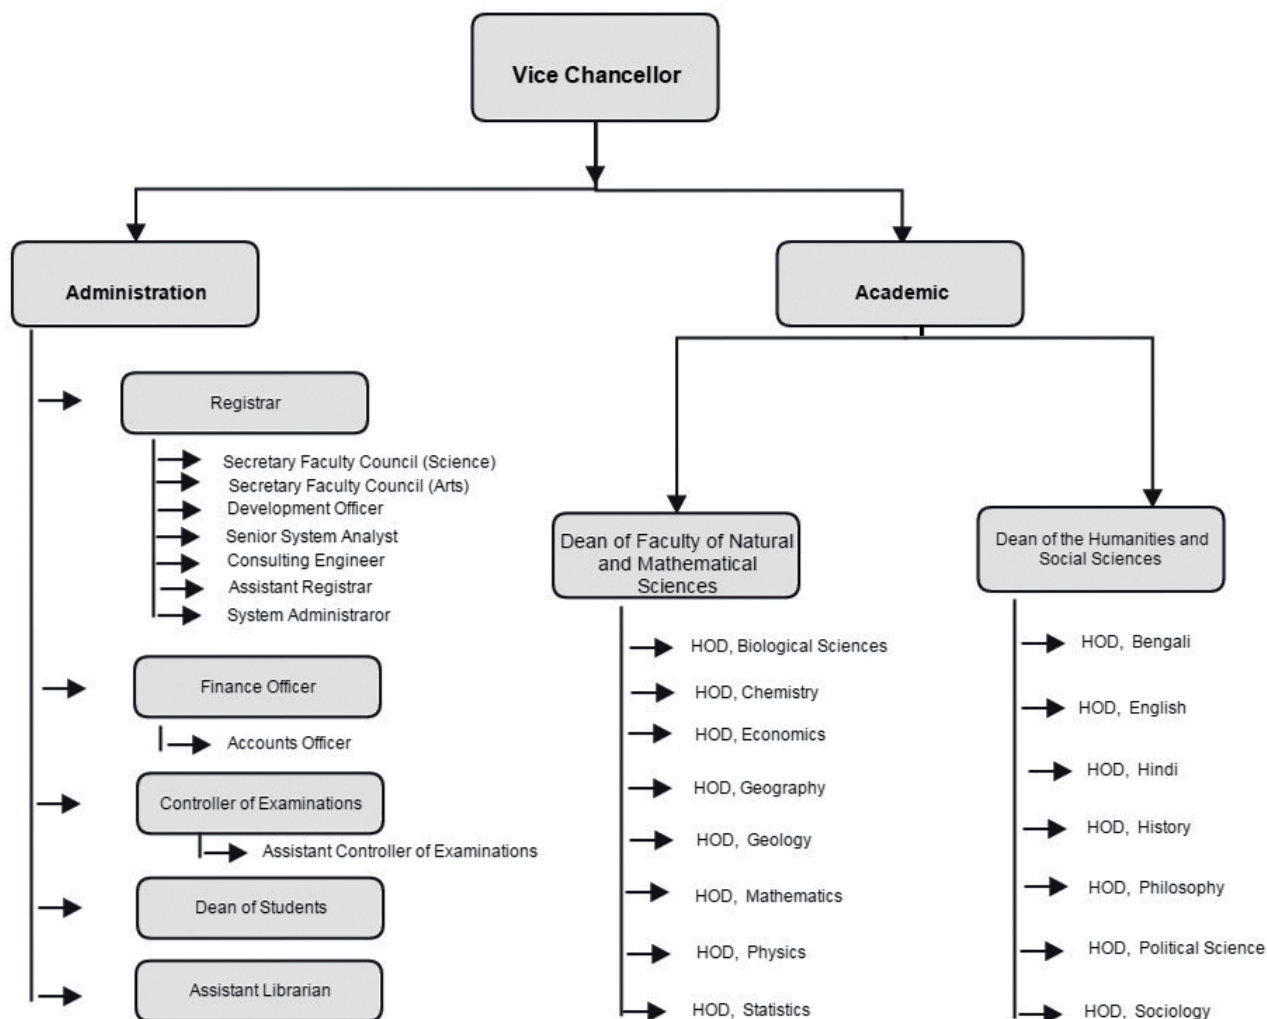 Vice Chancellor
Administration
Academic
Registrar
Secretary Faculty Council (Science)
Secretary Faculty Council (Arts)
Development Officer
Senior System Analyst
Consulting Engineer
Assistant Registrar
System Administraror
Finance Officer
Accounts Officer
Controller of Examinations
Assistant Controller of Examinations
Dean of Students
Assistant Librarian
Dean of Faculty of Natural
and Mathematical
Sciences
HOD, Biological Sciences
HOD, Chemistry
HOD, Economics
HOD, Geography
HOD, Geology
HOD, Mathematics
HOD, Physics
HOD, Statistics
Dean of the Humanities and
Social Sciences
HOD, Bengali
HOD, English
HOD, Hindi
HOD, History
HOD, Philosophy
HOD, Political Science
HOD, Sociology